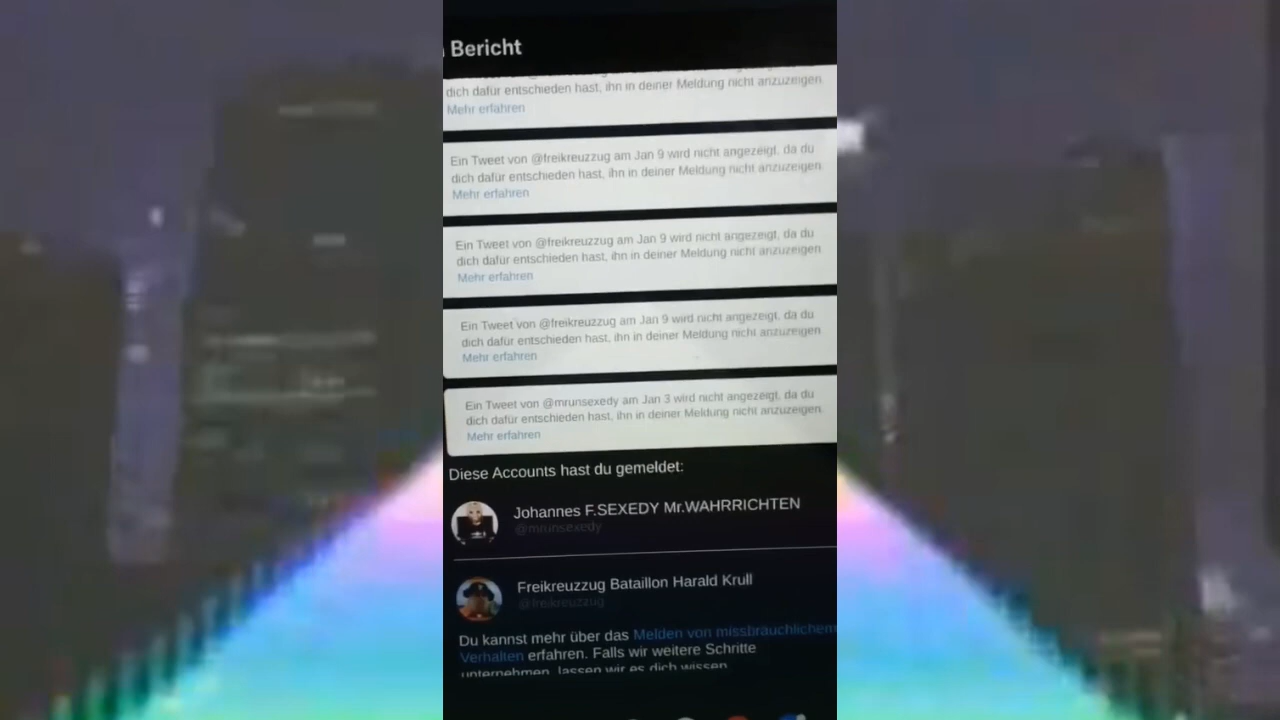 Bericht
dich dafür entschieden hast, ihn in deiner Meldung nicht anzuzeigen.
Mehr erfahren
Ein Tweet von @freikreuzzug am Jan 9 wird nicht angezeigt, da du
dich dafür entschieden hast, ihn in deiner Meldung nicht anzuzeigen.
Mehr erfahren
Ein Tweet von @freikreuzzug am Jan 9 wird nicht angezeigt, da du
dich dafür entschieden hast, ihn in deiner Meldung nicht anzuzeigen.
Mehr erfahren
Ein Tweet von @freikreuzzug am Jan 9 wird nicht angezeigt, da du
dich dafür entschieden hast, ihn in deiner Meldung nicht anzuzeigen.
Mehr erfahren
Ein Tweet von @mrunsexedy am Jan 3 wird nicht angezeigt, da du
dich dafür entschieden hast, ihn in deiner Meldung nicht anzuzeigen.
Mehr erfahren
Diese Accounts hast du gemeldet:
Johannes F.SEXEDY Mr.WAHRRICHTEN
@mrunsexedy
Freikreuzzug Bataillon Harald Krull
@freikreuzzug
Du kannst mehr über das Melden von missbräuchlichem
Verhalten erfahren. Falls wir weitere Schritte
unternehmen, lassen wir es dich wissen.